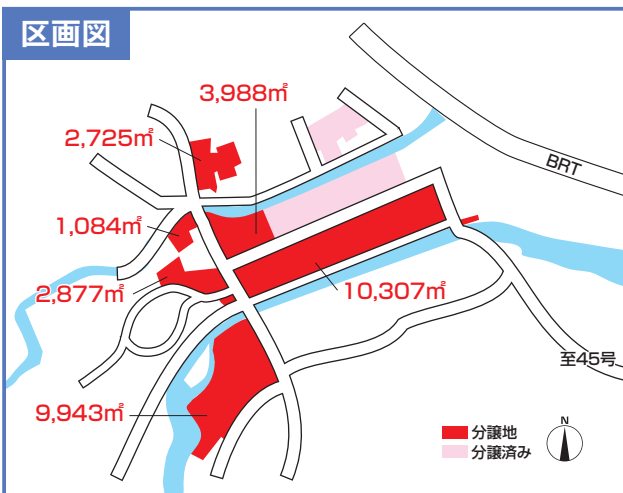 区画図
3,988㎡
2,725㎡
BRT
1,084㎡
2,877㎡
10,307㎡
至45号
9,943㎡
分譲地
分譲済み
N